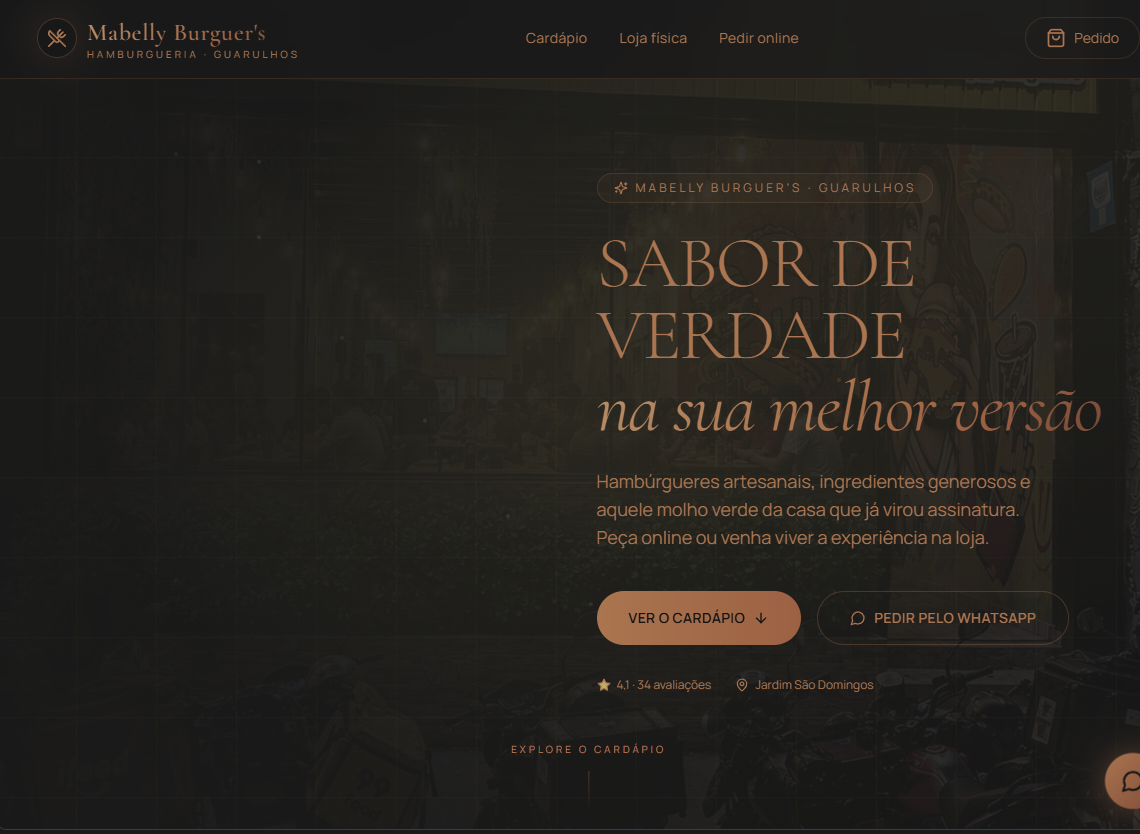 Mabelly Burguer's
HAMBURGUERIA · GUARULHOS
Cardápio
Loja física
Pedir online
Pedido
MABELLY BURGUER'S · GUARULHOS
SABOR DE
VERDADE
na sua melhor versão
Hambúrgueres artesanais, ingredientes generosos e
aquele molho verde da casa que já virou assinatura.
Peça online ou venha viver a experiência na loja.
VER O CARDÁPIO
PEDIR PELO WHATSAPP
4,1 · 34 avaliações
Jardim São Domingos
EXPLORE O CARDÁPIO
99